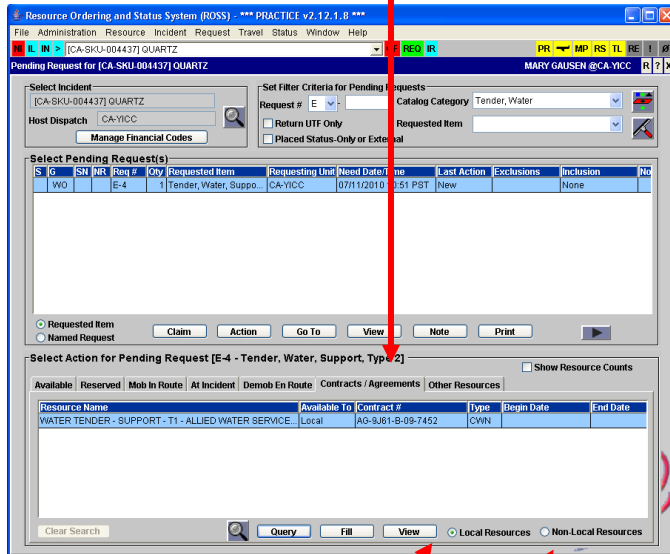 Resource Ordering and Status System (ROSS) - *** PRACTICE v2.12.1.8 ***
File Administration Resource Incident Request Travel Status Window Help
NI IL IN > [CA-SKU-004437] QUARTZ REQ IR PR MP RS TL RE !
Pending Request for [CA-SKU-004437] QUARTZ MARY GAUSEN @CA-YICC R ? X
Select Incident
[CA-SKU-004437] QUARTZ
Host Dispatch CA-YICC
Manage Financial Codes
Set Filter Criteria for Pending Requests
Request # E - Catalog Category Tender, Water
Return UTF Only Requested Item
Placed Status-Only or External
Select Pending Request(s)
S G SN NR Req # Qty Requested Item Requesting Unit Need Date/Time Last Action Exclusions Inclusion No
WO E-4 1 Tender, Water, Suppo... CA-YICC 07/11/2010 :51 PST New None
Requested Item
Named Request
Claim Action Go To View Note Print
Select Action for Pending Request [E-4 - Tender, Water, Support, Type 2]
Show Resource Counts
Available Reserved Mob In Route At Incident Demob En Route Contracts / Agreements Other Resources
Resource Name Available To Contract # Type Begin Date End Date
WATER TENDER - SUPPORT - T1 - ALLIED WATER SERVICE... Local AG-9J61-B-09-7452 CWN
Clear Search Query Fill View Local Resources Non-Local Resources